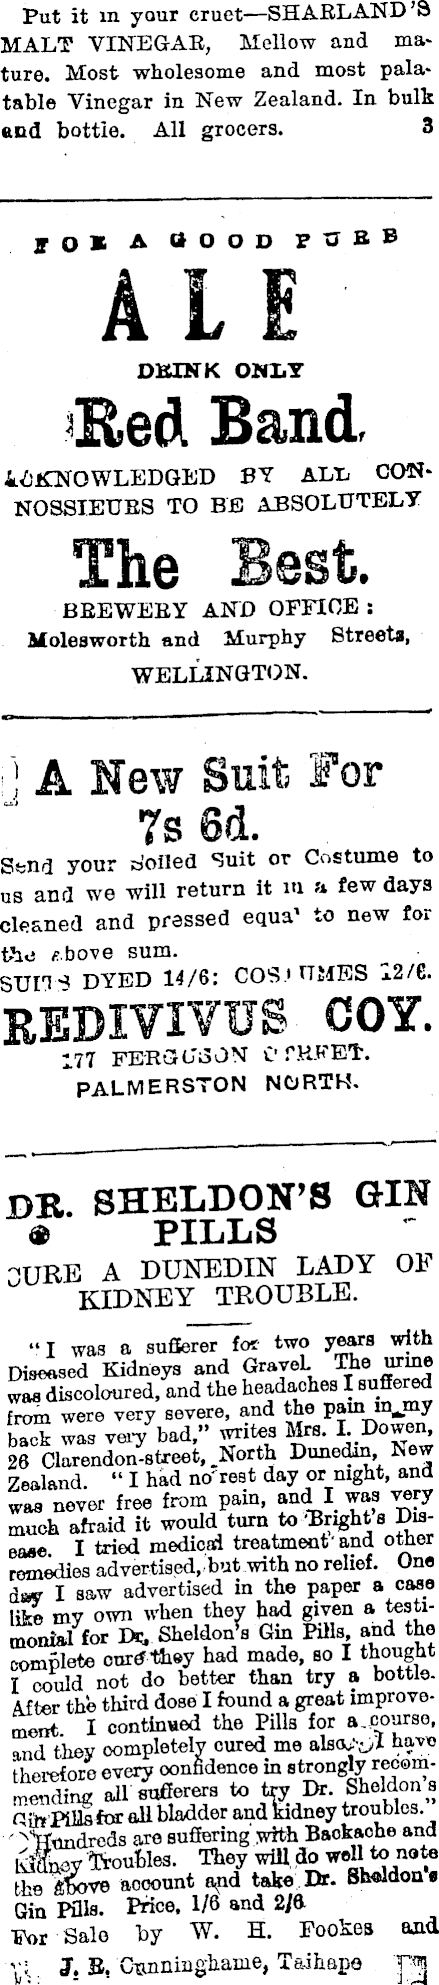 Put it in your cruet—SHARLAND'S
MALT VINEGAR, Mellow and ma-
ture. Most wholesome and most pala-
table Vinegar in New Zealand. In bulk
and bottie. All grocers. 3
FOR A GOOD PURE
ALE
DRINK ONLY
Red Band,
ACKNOWLEDGED BY ALL CON-
NOSSIEURS TO BE ABSOLUTELY
The Best.
BREWERY AND OFFICE:
Molesworth and Murphy Streets,
WELLINGTON.
A New Suit For
7s 6d.
Send your Soiled Suit or Costume to
us and we will return it in a few days
cleaned and pressed equal to new for
the above sum.
SUITS DYED 14/6: COSTUMES 12/6.
REDIVIVUS COY.
177 FERGUSON STREET.
PALMERSTON NORTH.
DR. SHELDON'S GIN
PILLS
CURE A DUNEDIN LADY OF
KIDNEY TROUBLE.
"I was a sufferer for two years with
Diseased Kidneys and Gravel. The urine
was discoloured, and the headaches I suffered
from were very severe, and the pain in my
back was very bad," writes Mrs. I. Dowen,
26 Clarendon-street, North Dunedin, New
Zealand. "I had no rest day or night, and
was never free from pain, and I was very
much afraid it would turn to Bright's Dis-
ease. I tried medical treatment and other
remedies advertised, but with no relief. One
day I saw advertised in the paper a case
like my own when they had given a testi-
monial for Dr. Sheldon's Gin Pills, and the
complete cure they had made, so I thought
I could not do better than try a bottle.
After the third dose I found a great improve-
ment. I continued the Pills for a course,
and they completely cured me also. I have
therefore every confidence in strongly recom-
mending all sufferers to try Dr. Sheldon's
Gin Pills for all bladder and kidney troubles."
Hundreds are suffering with Backache and
Kidney Troubles. They will do well to note
the above account and take Dr. Sheldon's
Gin Pills. Price, 1/6 and 2/6
For Sale by W. H. Fookes and
J. B. Cunninghame, Taihape